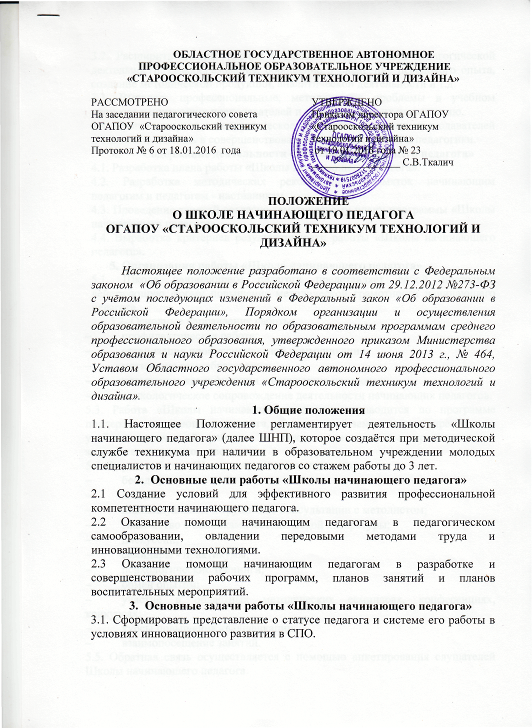 ОБЛАСТНОЕ ГОСУДАРСТВЕННОЕ АВТОНОМНОЕ
ПРОФЕССИОНАЛЬНОЕ ОБРАЗОВАТЕЛЬНОЕ УЧРЕЖДЕНИЕ
«СТАРООСКОЛЬСКИЙ ТЕХНИКУМ ТЕХНОЛОГИЙ И ДИЗАЙНА»
РАССМОТРЕНО
На заседании педагогического совета
ОГАПОУ «Старооскольский техникум
технологий и дизайна»
Протокол № 6 от 18.01.2016 года
УТВЕРЖДЕНО
Приказом директора ОГАПОУ
«Старооскольский техникум
технологий и дизайна»
2016 года № 23
С.В.Ткалич
ПОЛОЖЕНИЕ
О ШКОЛЕ НАЧИНАЮЩЕГО ПЕДАГОГА
ОГАПОУ «СТАРООСКОЛЬСКИЙ ТЕХНИКУМ ТЕХНОЛОГИЙ И
ДИЗАЙНА»
Настоящее положение разработано в соответствии с Федеральным
законом «Об образовании в Российской Федерации» от 29.12.2012 №273-ФЗ
с учётом последующих изменений в Федеральный закон «Об образовании в
Российской Федерации», Порядком организации и осуществления
образовательной деятельности по образовательным программам среднего
профессионального образования, утвержденного приказом Министерства
образования и науки Российской Федерации от 14 июня 2013 г., № 464,
Уставом Областного государственного автономного профессионального
образовательного учреждения «Старооскольский техникум технологий и
дизайна».
1. Общие положения
1.1. Настоящее Положение регламентирует деятельность «Школы
начинающего педагога» (далее ШНП), которое создаётся при методической
службе техникума при наличии в образовательном учреждении молодых
специалистов и начинающих педагогов со стажем работы до 3 лет.
2. Основные цели работы «Школы начинающего педагога»
2.1 Создание условий для эффективного развития профессиональной
компетентности начинающего педагога.
2.2 Оказание помощи начинающим педагогам в педагогическом
самообразовании, овладении передовыми методами труда и
инновационными технологиями.
2.3 Оказание помощи начинающим педагогам в разработке и
совершенствовании рабочих программ, планов занятий и планов
воспитательных мероприятий.
3. Основные задачи работы «Школы начинающего педагога»
3.1. Сформировать представление о статусе педагога и системе его работы в
условиях инновационного развития в СПО.